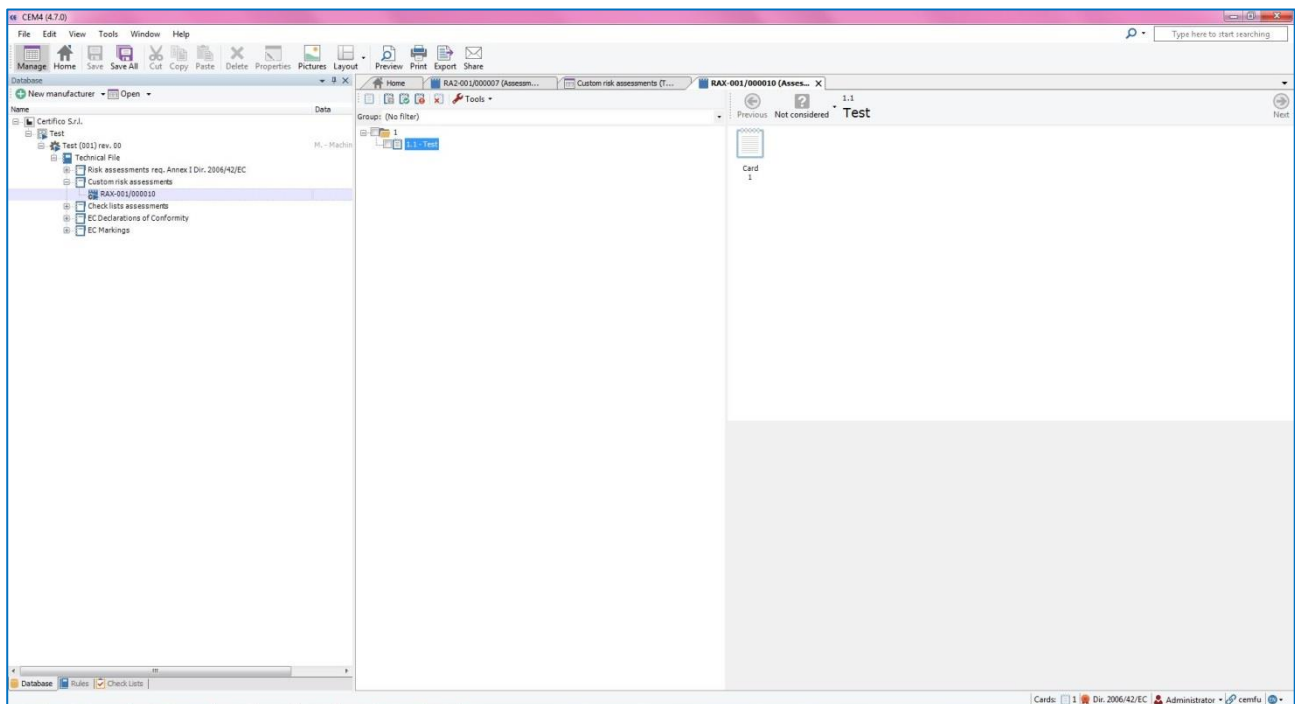 CEM4 (4.7.0)
File Edit View Tools Window Help
Type here to start searching
Manage Home Save Save All Cut Copy Paste Delete Properties Pictures Layout Preview Print Export Share
Database
New manufacturer Open
Name Data
Certifico S.r.l.
Test
Test (001) rev. 00 M. - Machin
Technical File
Risk assessments req. Annex I Dir. 2006/42/EC
Custom risk assessments
RAX-001/000010
Check lists assessments
EC Declarations of Conformity
EC Markings
Home RA2-001/000007 (Assessm... Custom risk assessments (T... RAX-001/000010 (Asses... X
Tools
Group: (No filter)
1
1.1 - Test
Previous Not considered 1.1 Test Next
Card
1
Database Rules Check Lists
Cards: 1 Dir. 2006/42/EC Administrator cemfu